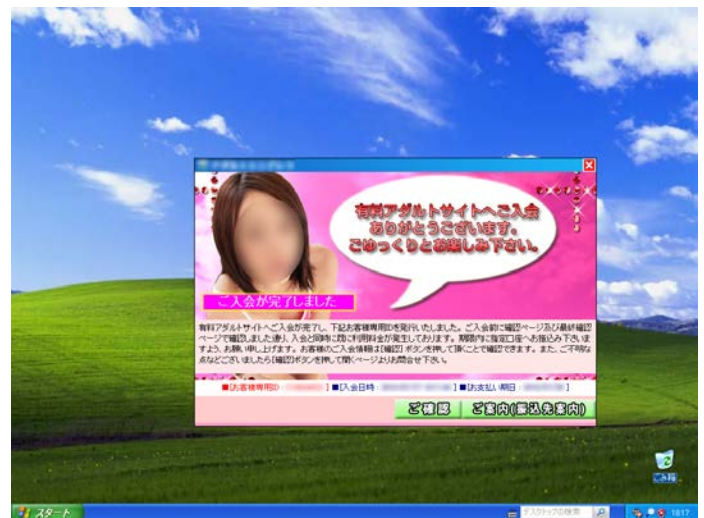 有料アダルトサイトへご入会
ありがとうございます。
ごゆっくりとお楽しみ下さい。
ご入会が完了しました
有料アダルトサイトへご入会が完了し、下記お客様専用IDを発行いたしました。ご入会前に確認ページ及び最終確認
ページで確認しました通り、入会と同時に既に利用料金が発生しております。期限内に指定口座へお振込み下さいま
すよう、お願い申し上げます。お客様のご入会情報は[確認]ボタンを押して頂くことで確認できます。また、ご不明な
点などございましたら[確認]ボタンを押して開くページよりお問合せ下さい。
■[お客様専用ID: ] ■[入会日時: ] ■[お支払い期日: ]
ご確認 ご案内(振込先案内)
ごみ箱
スタート デスクトップの検索 18:17